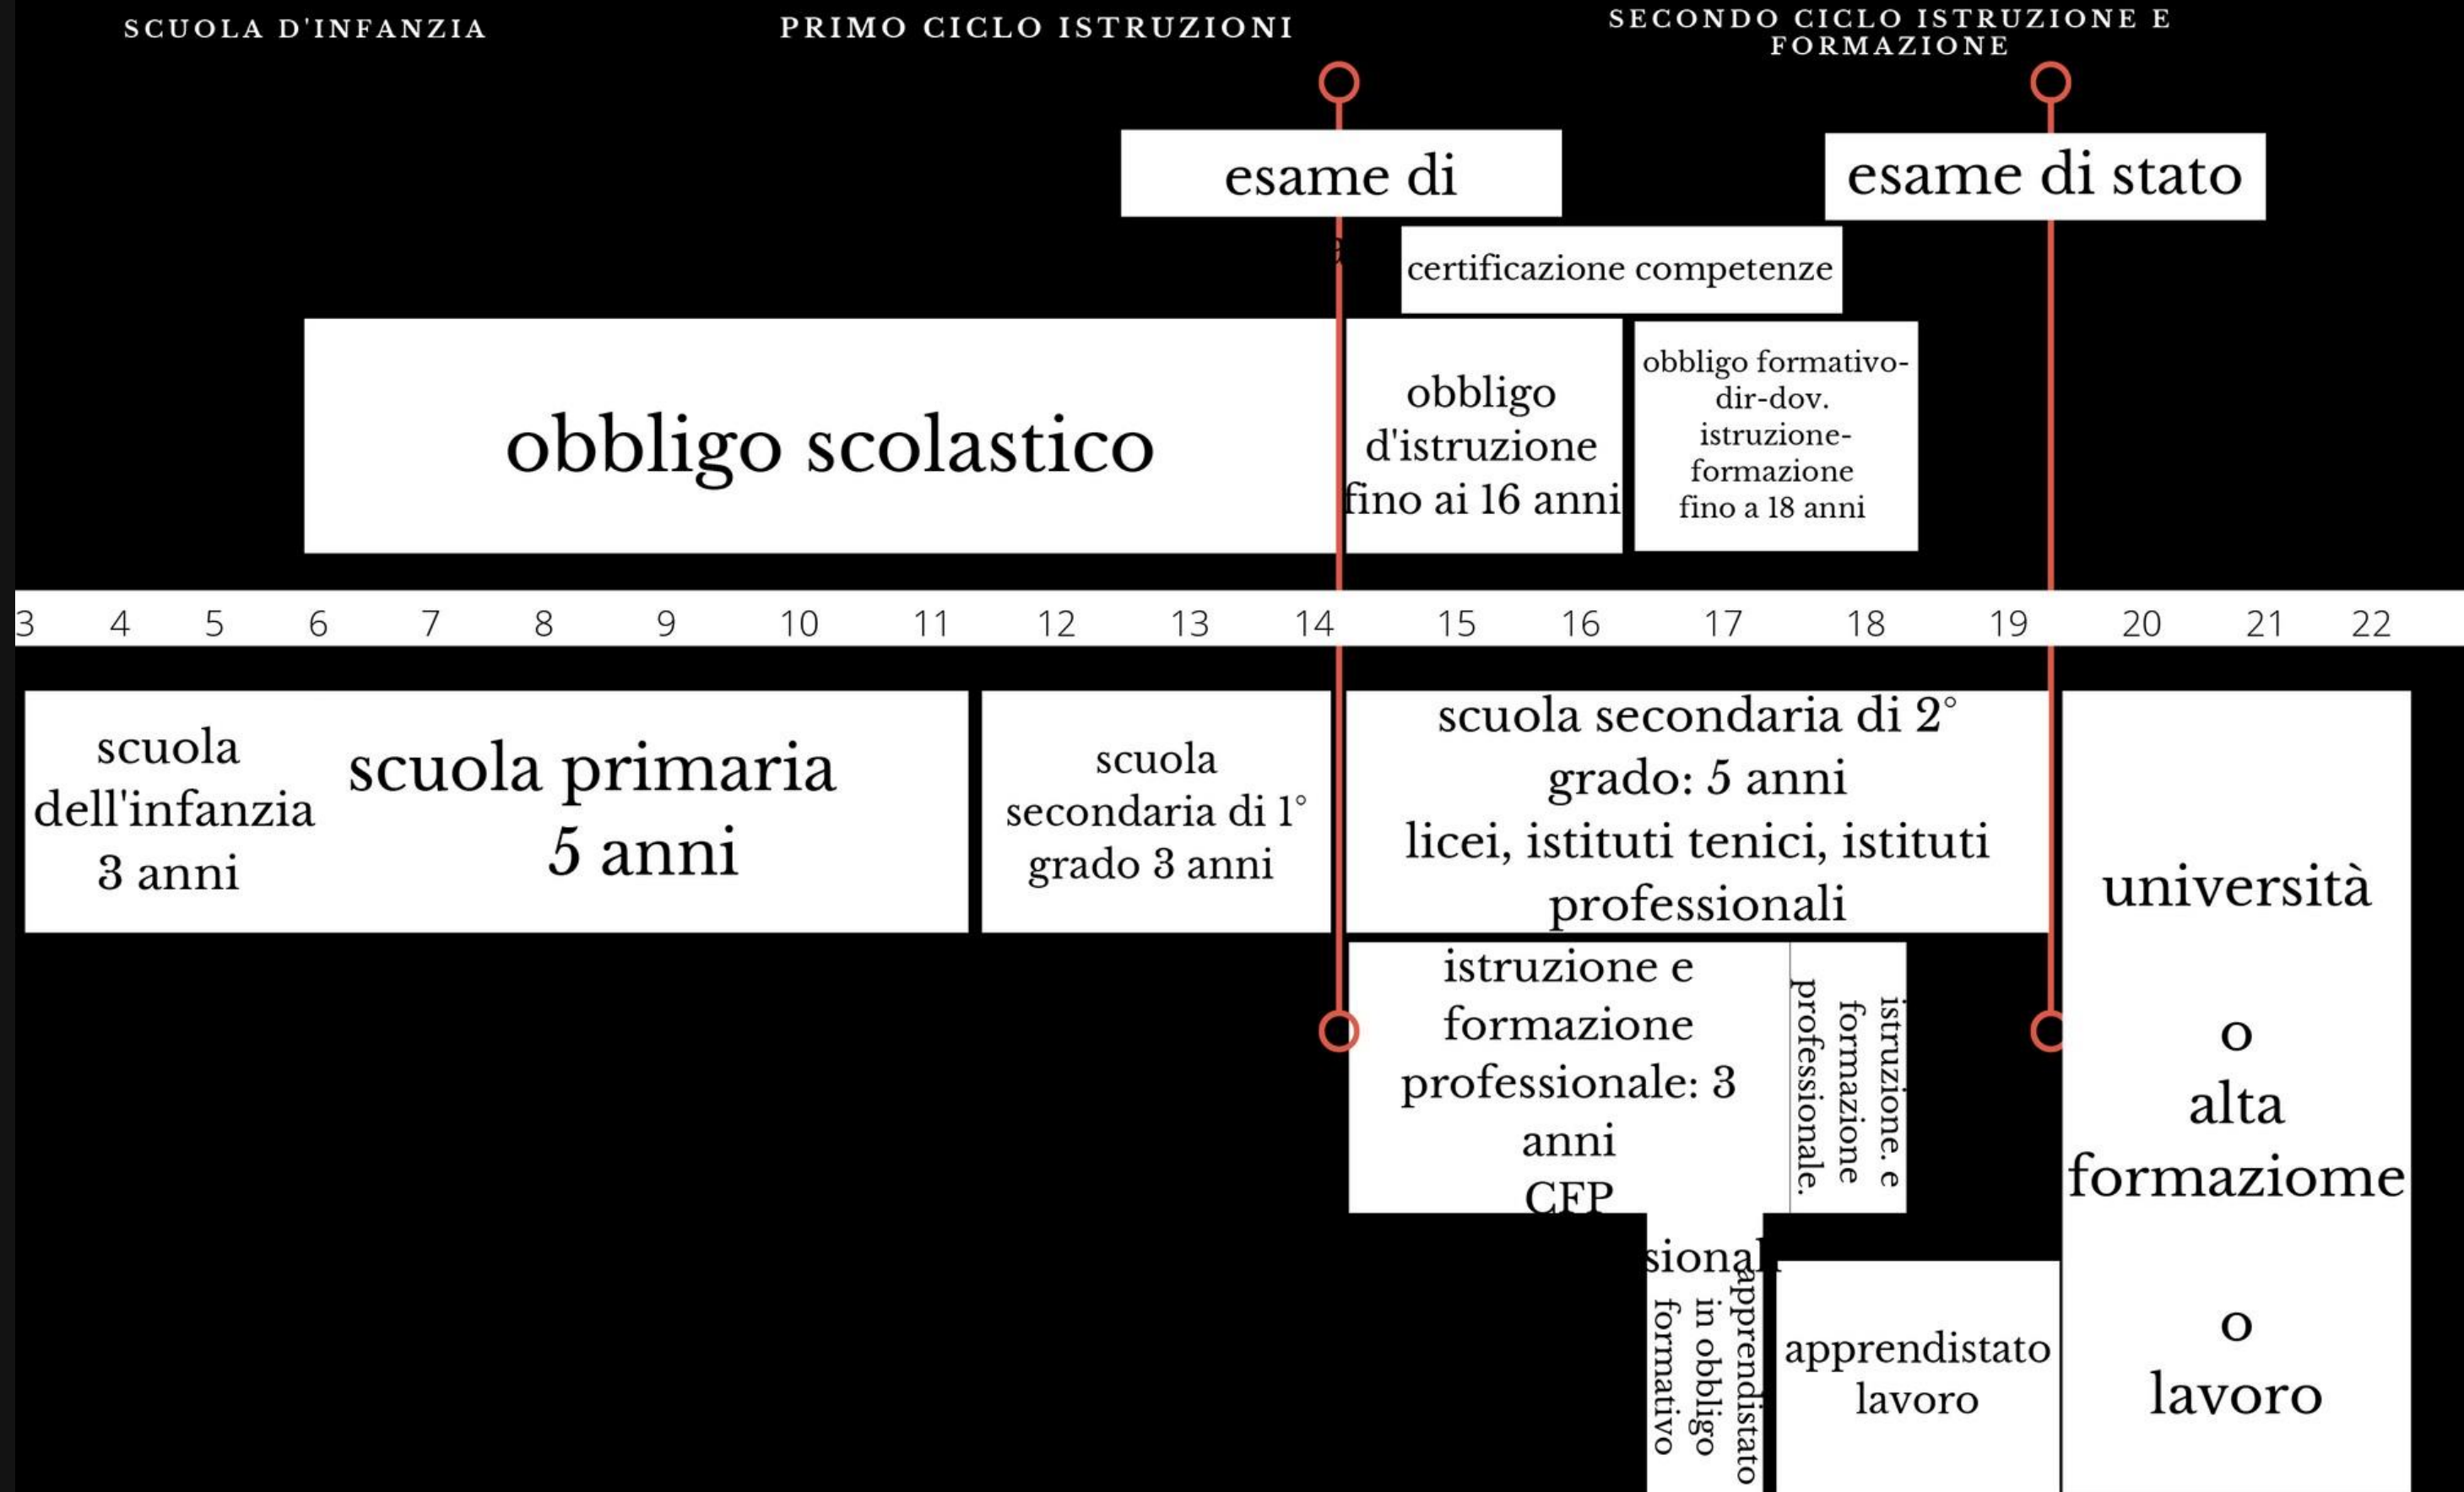 SCUOLA D'INFANZIA
PRIMO CICLO ISTRUZIONI
SECONDO CICLO ISTRUZIONE E
FORMAZIONE
esame di
esame di stato
certificazione competenze
obbligo scolastico
obbligo
d'istruzione
fino ai 16 anni
obbligo formativo-
dir-dov.
istruzione-
formazione
fino a 18 anni
3 4 5 6 7 8 9 10 11 12 13 14 15 16 17 18 19 20 21 22
scuola
dell'infanzia
3 anni
scuola primaria
5 anni
scuola
secondaria di 1°
grado 3 anni
scuola secondaria di 2°
grado: 5 anni
licei, istituti tenici, istituti
professionali
istruzione e
formazione
professionale: 3
anni
CFP
istruzione. e
formazione
professionale.
sionali
apprendistato
in obbligo
formativo
apprendistato
lavoro
università
o
alta
formaziome
o
lavoro